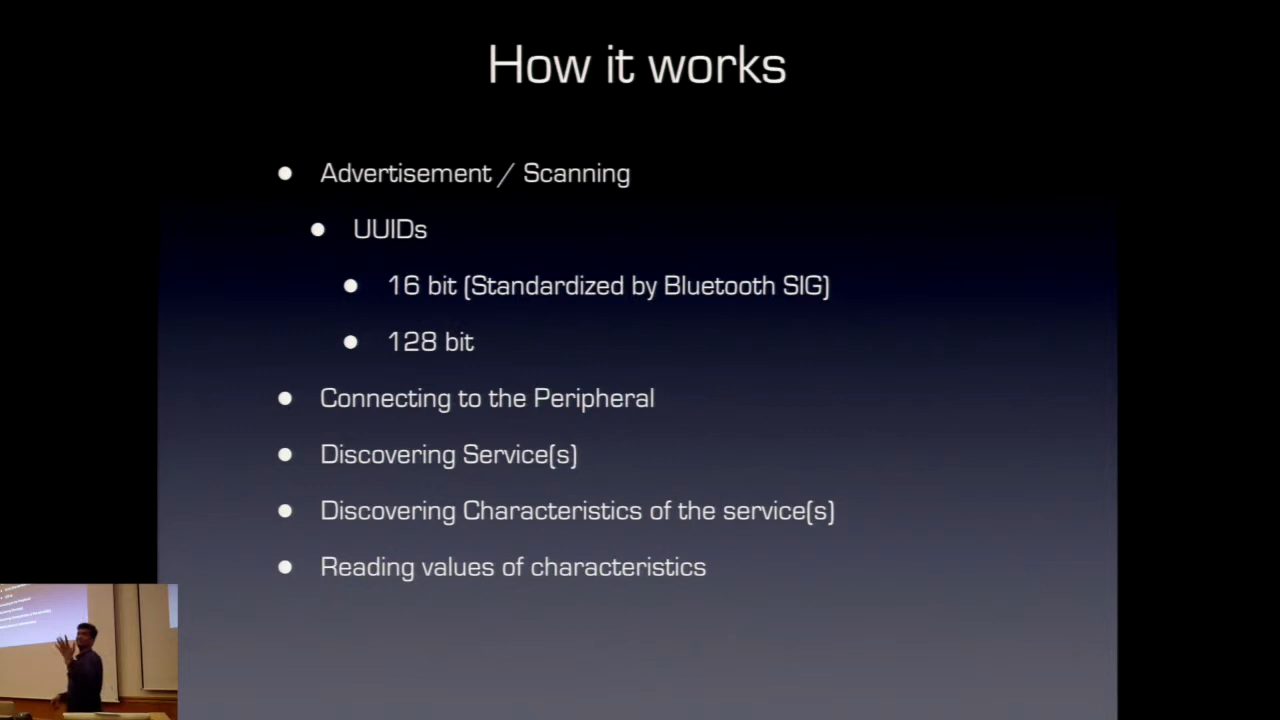 How it works
Advertisement / Scanning
UUIDs
16 bit (Standardized by Bluetooth SIG)
128 bit
Connecting to the Peripheral
Discovering Service(s)
Discovering Characteristics of the service(s)
Reading values of characteristics